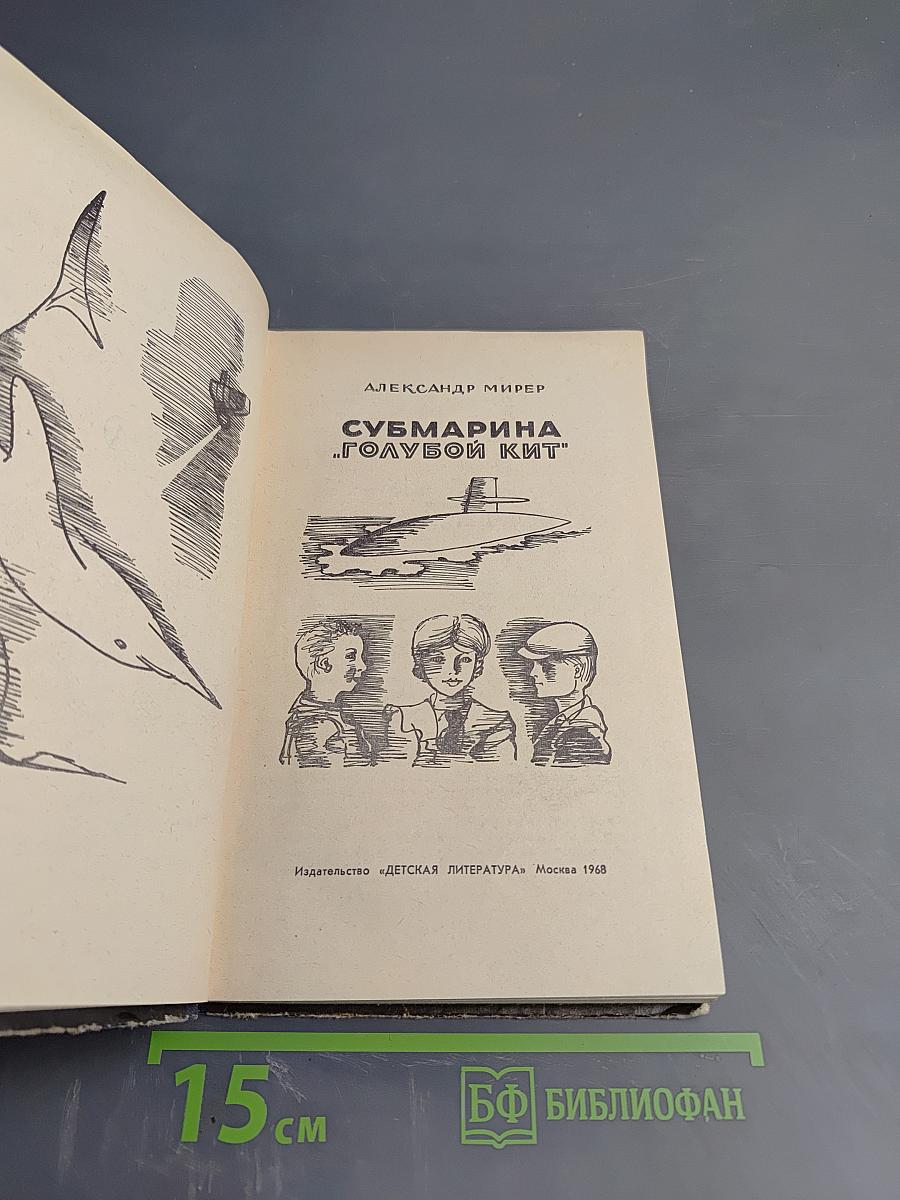 АЛЕКСАНДР МИРЕР
СУБМАРИНА
„ГОЛУБОЙ КИТ"
Издательство «ДЕТСКАЯ ЛИТЕРАТУРА» Москва 1968
15 см
БФ БИБЛИОФАН